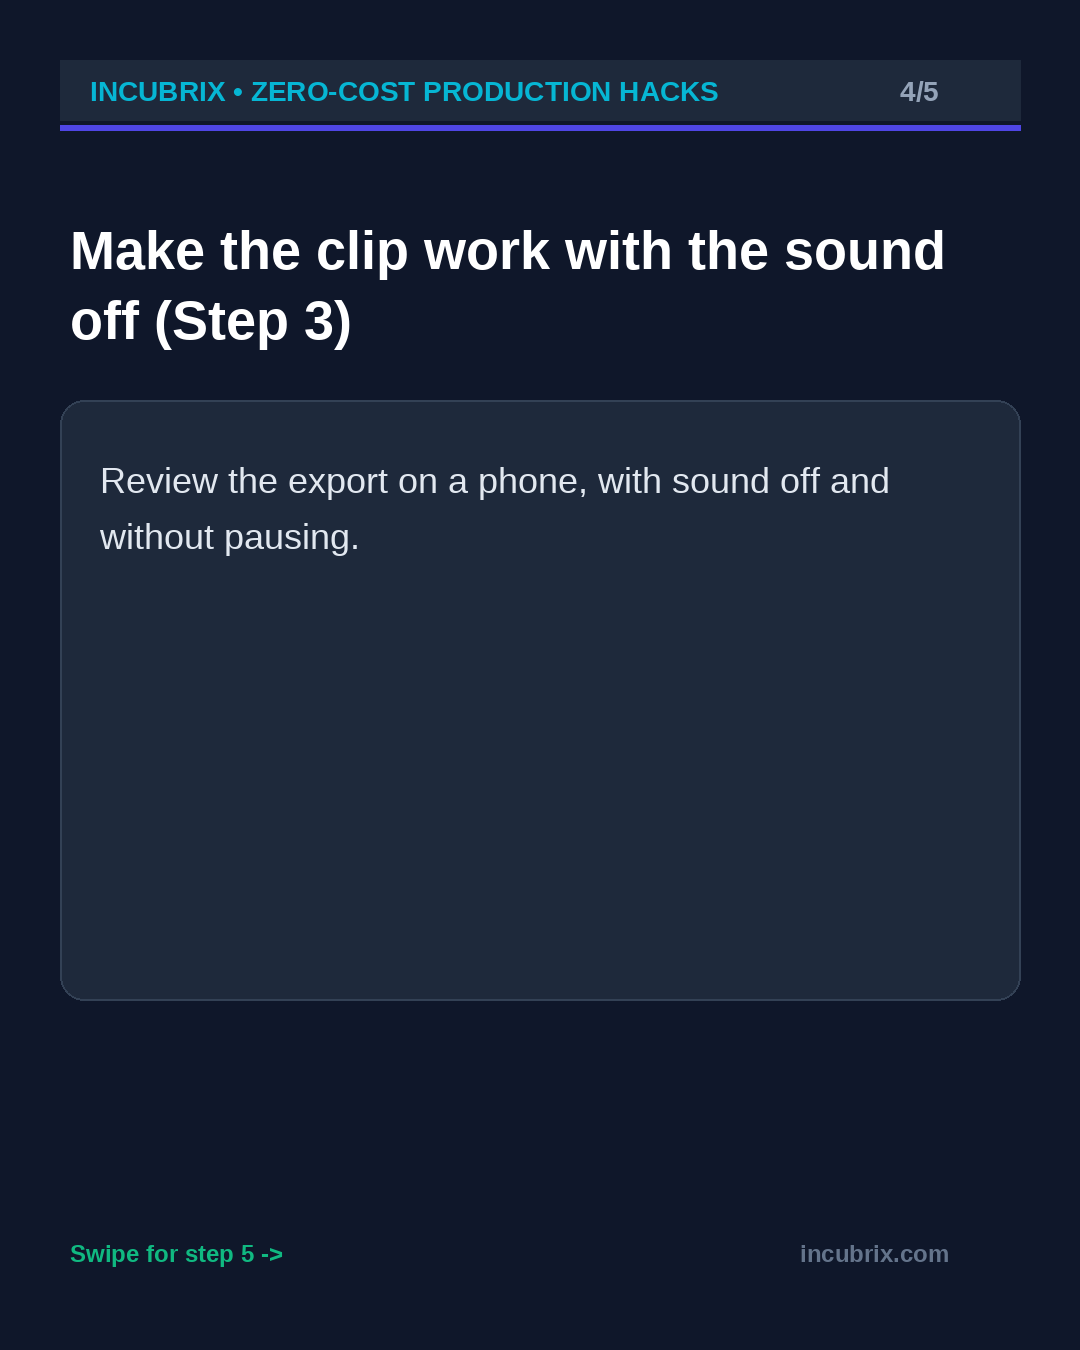 INCUBRIX • ZERO-COST PRODUCTION HACKS
4/5
Make the clip work with the sound
off (Step 3)
Review the export on a phone, with sound off and
without pausing.
Swipe for step 5 ->
incubrix.com